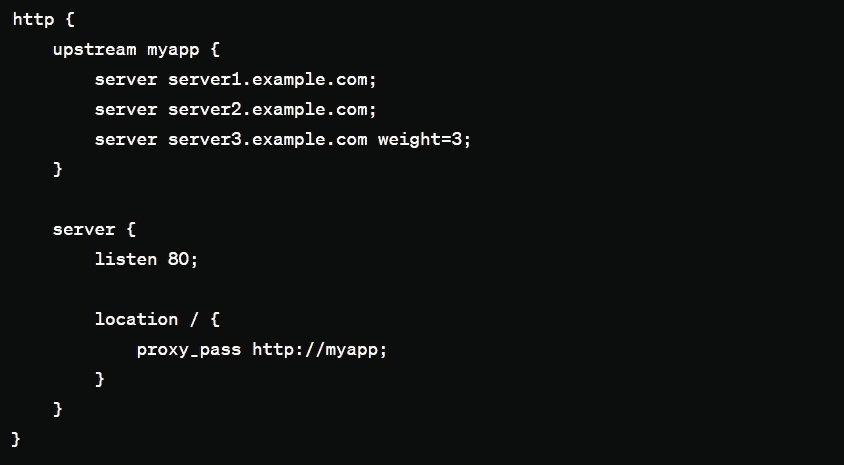 http {
    upstream myapp {
        server server1.example.com;
        server server2.example.com;
        server server3.example.com weight=3;
    }

    server {
        listen 80;

        location / {
            proxy_pass http://myapp;
        }
    }
}